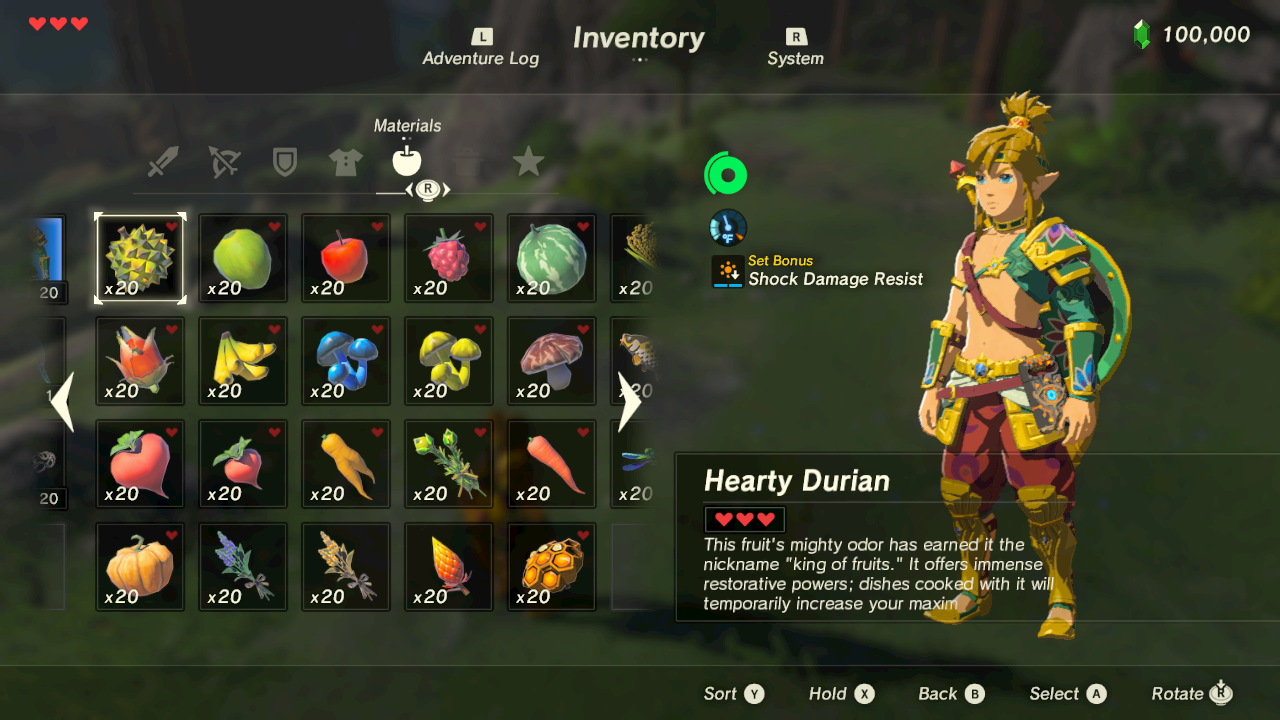 L
Adventure Log
Inventory
R
System
100,000
Materials
R
°F
Set Bonus
Shock Damage Resist
20
x20
x20
x20
x20
x20
x20
1
x20
x20
x20
x20
x20
x20
20
x20
x20
x20
x20
x20
x20
x20
x20
x20
x20
x20
Hearty Durian
This fruit's mighty odor has earned it the
nickname "king of fruits." It offers immense
restorative powers; dishes cooked with it will
temporarily increase your maxim
Sort Y
Hold X
Back B
Select A
Rotate R